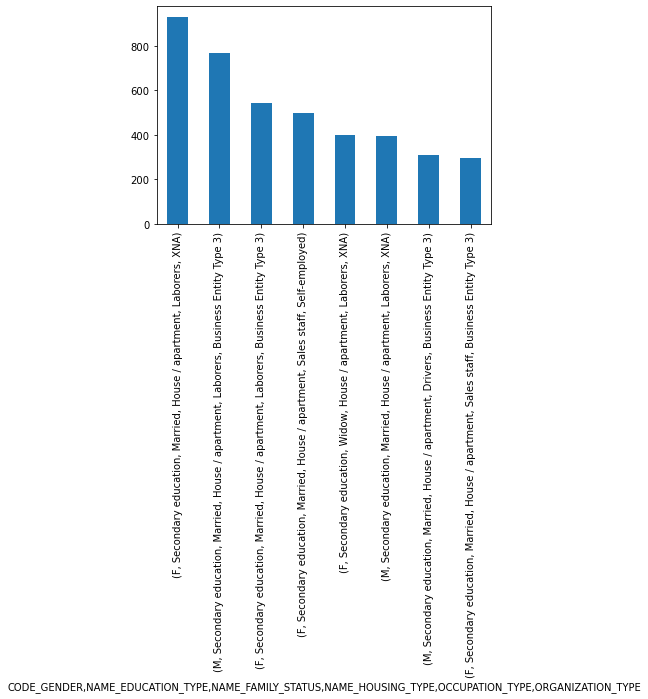 800
600
400
200
0
(F, Secondary education, Married, House / apartment, Laborers, XNA)
(M, Secondary education, Married, House / apartment, Laborers, Business Entity Type 3)
(F, Secondary education, Married, House / apartment, Laborers, Business Entity Type 3)
(F, Secondary education, Married, House / apartment, Sales staff, Self-employed)
(F, Secondary education, Widow, House / apartment, Laborers, XNA)
(M, Secondary education, Married, House / apartment, Laborers, XNA)
(M, Secondary education, Married, House / apartment, Drivers, Business Entity Type 3)
(F, Secondary education, Married, House / apartment, Sales staff, Business Entity Type 3)
CODE_GENDER,NAME_EDUCATION_TYPE,NAME_FAMILY_STATUS,NAME_HOUSING_TYPE,OCCUPATION_TYPE,ORGANIZATION_TYPE